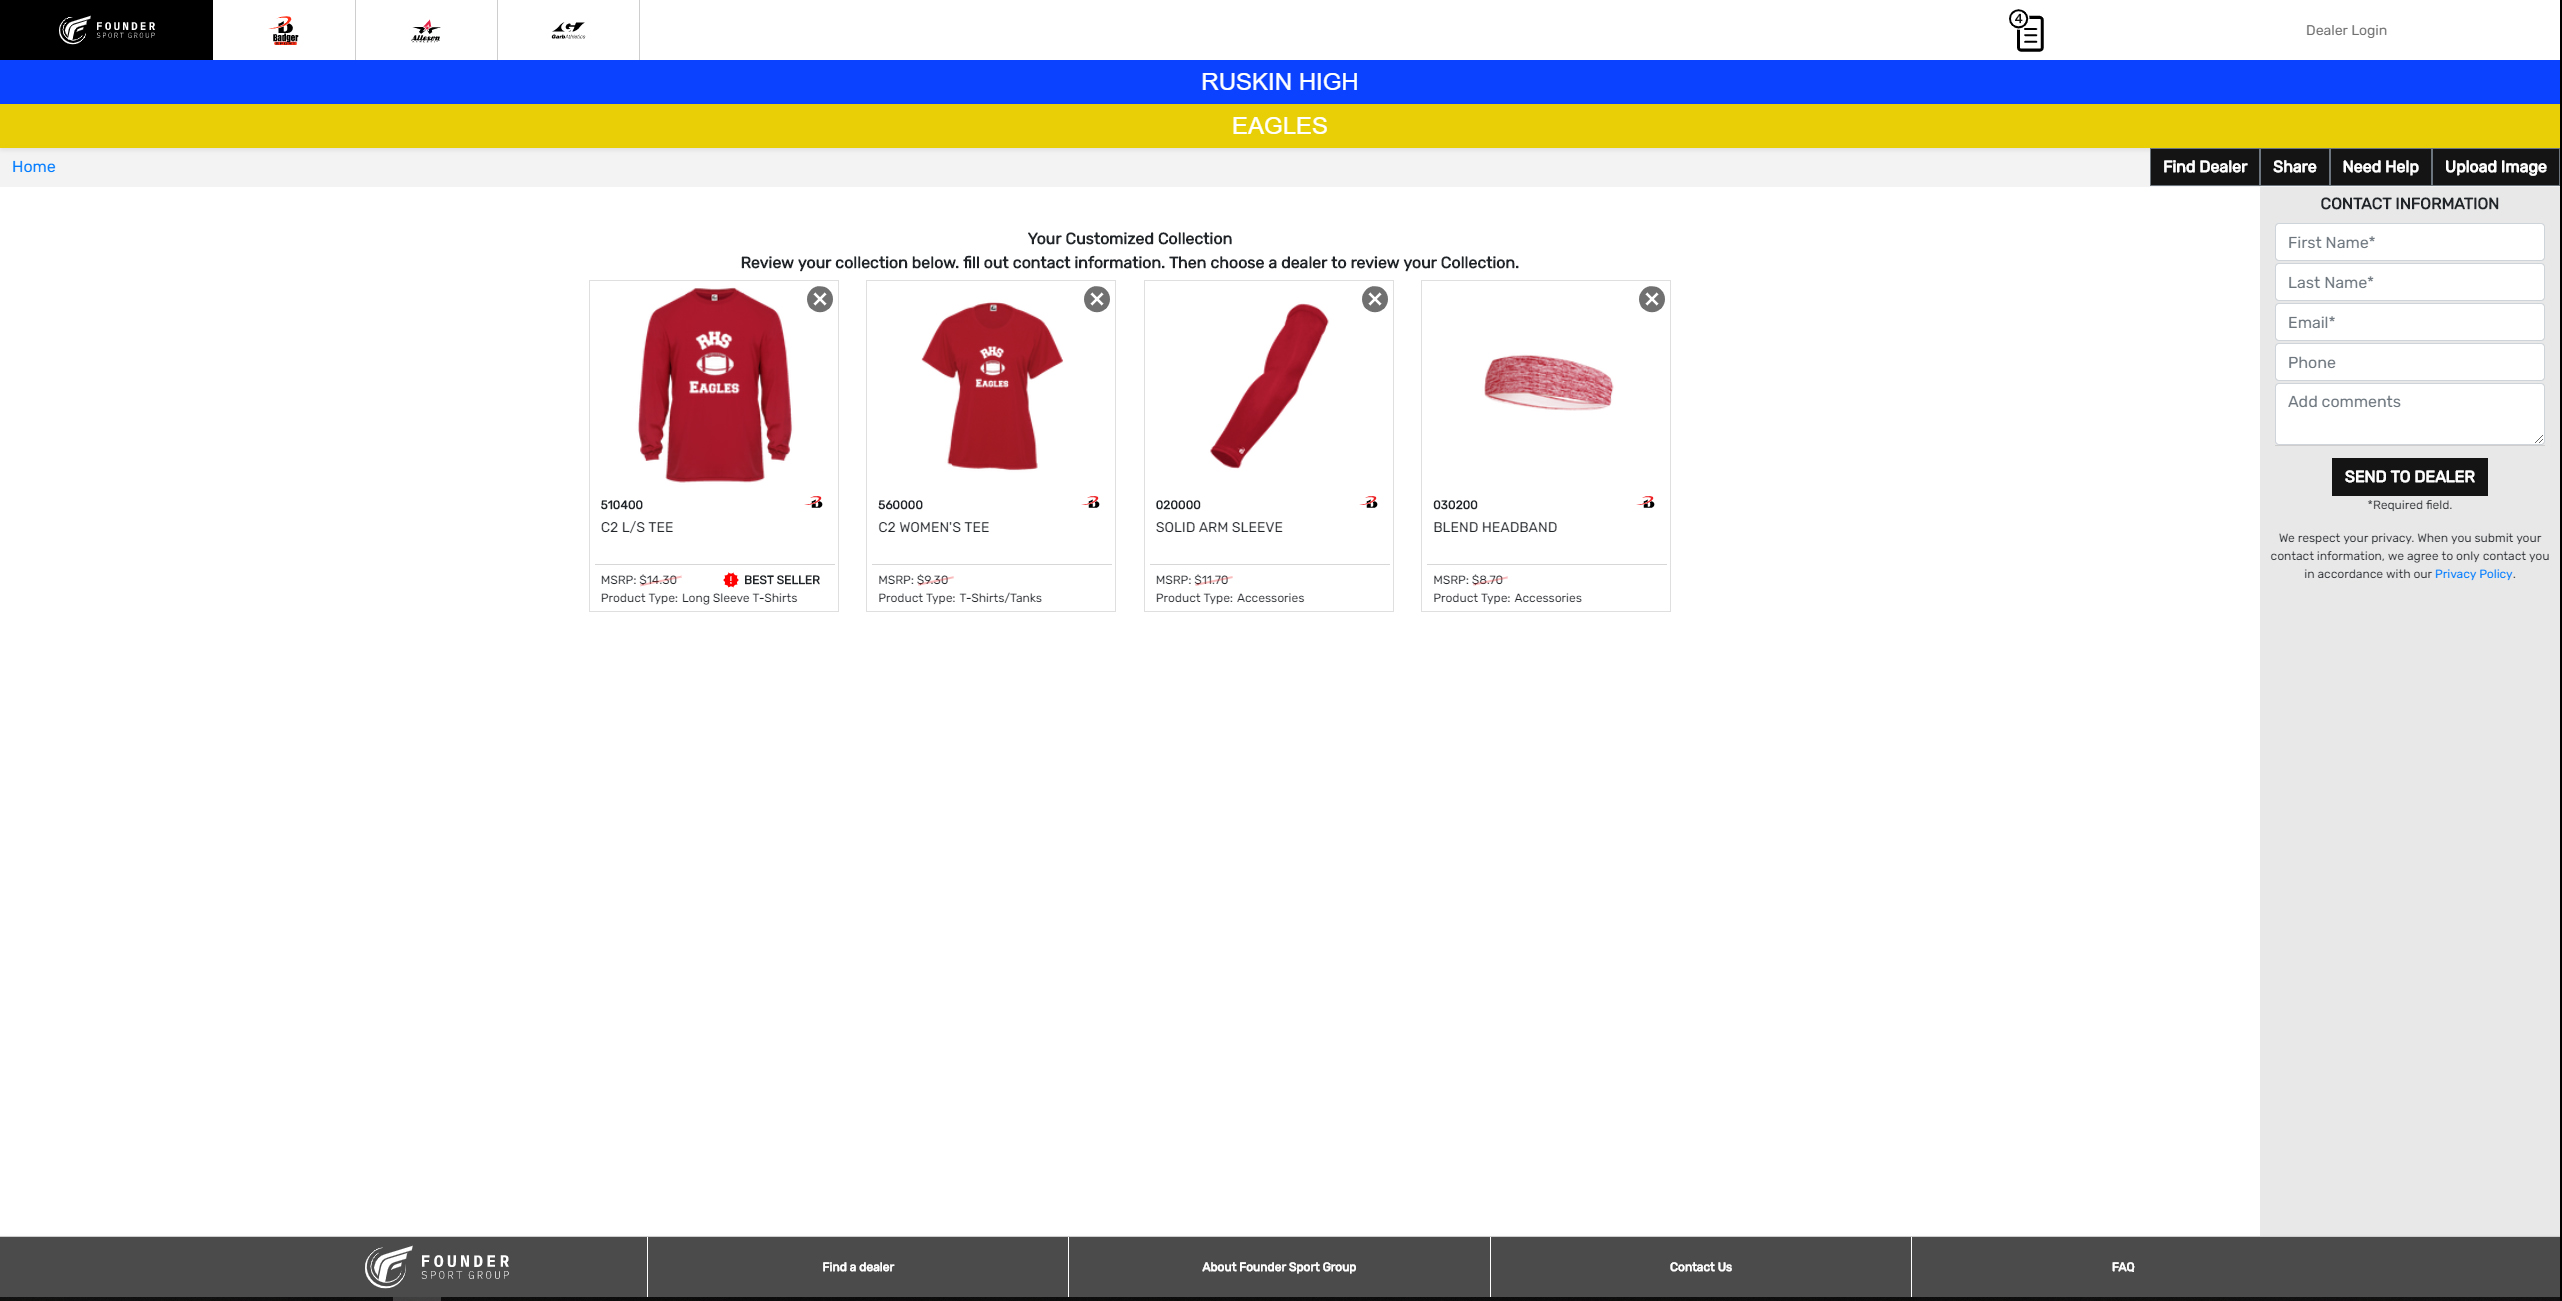 FOUNDER
SPORT GROUP
Badger
Alleson
Garb Athletics
4
Dealer Login
RUSKIN HIGH
EAGLES
Home
Find Dealer
Share
Need Help
Upload Image
Your Customized Collection
Review your collection below. fill out contact information. Then choose a dealer to review your Collection.
RHS
EAGLES
510400
C2 L/S TEE
MSRP: $14.30
BEST SELLER
Product Type: Long Sleeve T-Shirts
RHS
EAGLES
560000
C2 WOMEN'S TEE
MSRP: $9.30
Product Type: T-Shirts/Tanks
020000
SOLID ARM SLEEVE
MSRP: $11.70
Product Type: Accessories
030200
BLEND HEADBAND
MSRP: $8.70
Product Type: Accessories
CONTACT INFORMATION
First Name*
Last Name*
Email*
Phone
Add comments
SEND TO DEALER
*Required field.
We respect your privacy. When you submit your
contact information, we agree to only contact you
in accordance with our Privacy Policy.
FOUNDER
SPORT GROUP
Find a dealer
About Founder Sport Group
Contact Us
FAQ